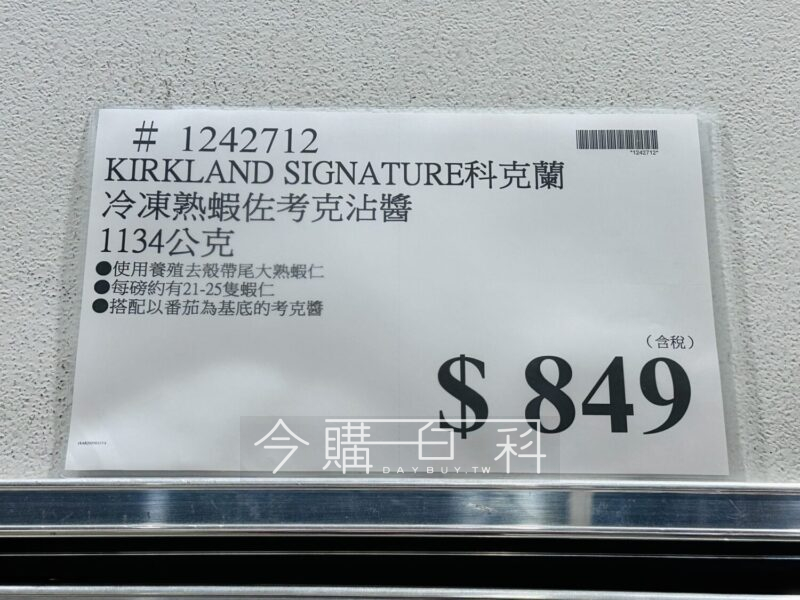 # 1242712
*1242712*
KIRKLAND SIGNATURE科克蘭
冷凍熟蝦佐考克沾醬
1134公克
●使用養殖去殼帶尾大熟蝦仁
●每磅約有21-25隻蝦仁
●搭配以番茄為基底的考克醬
(含稅)
$ 849
今購百科
DAYBUY.TW